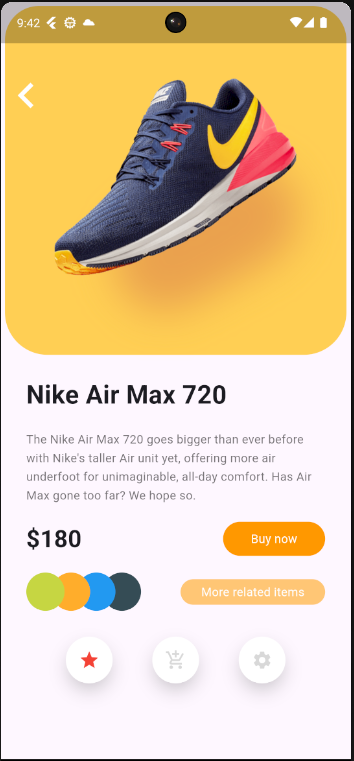 9:42
Nike Air Max 720
The Nike Air Max 720 goes bigger than ever before
with Nike's taller Air unit yet, offering more air
underfoot for unimaginable, all-day comfort. Has Air
Max gone too far? We hope so.
$180
Buy now
More related items